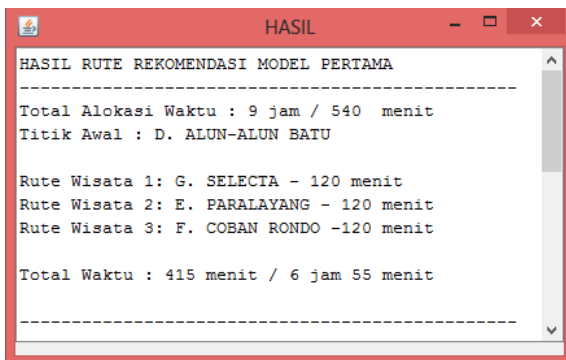 HASIL
HASIL RUTE REKOMENDASI MODEL PERTAMA
-------------------------------------------------
Total Alokasi Waktu : 9 jam / 540  menit
Titik Awal : D. ALUN-ALUN BATU
Rute Wisata 1: G. SELECTA - 120 menit
Rute Wisata 2: E. PARALAYANG - 120 menit
Rute Wisata 3: F. COBAN RONDO -120 menit
Total Waktu : 415 menit / 6 jam 55 menit
-------------------------------------------------